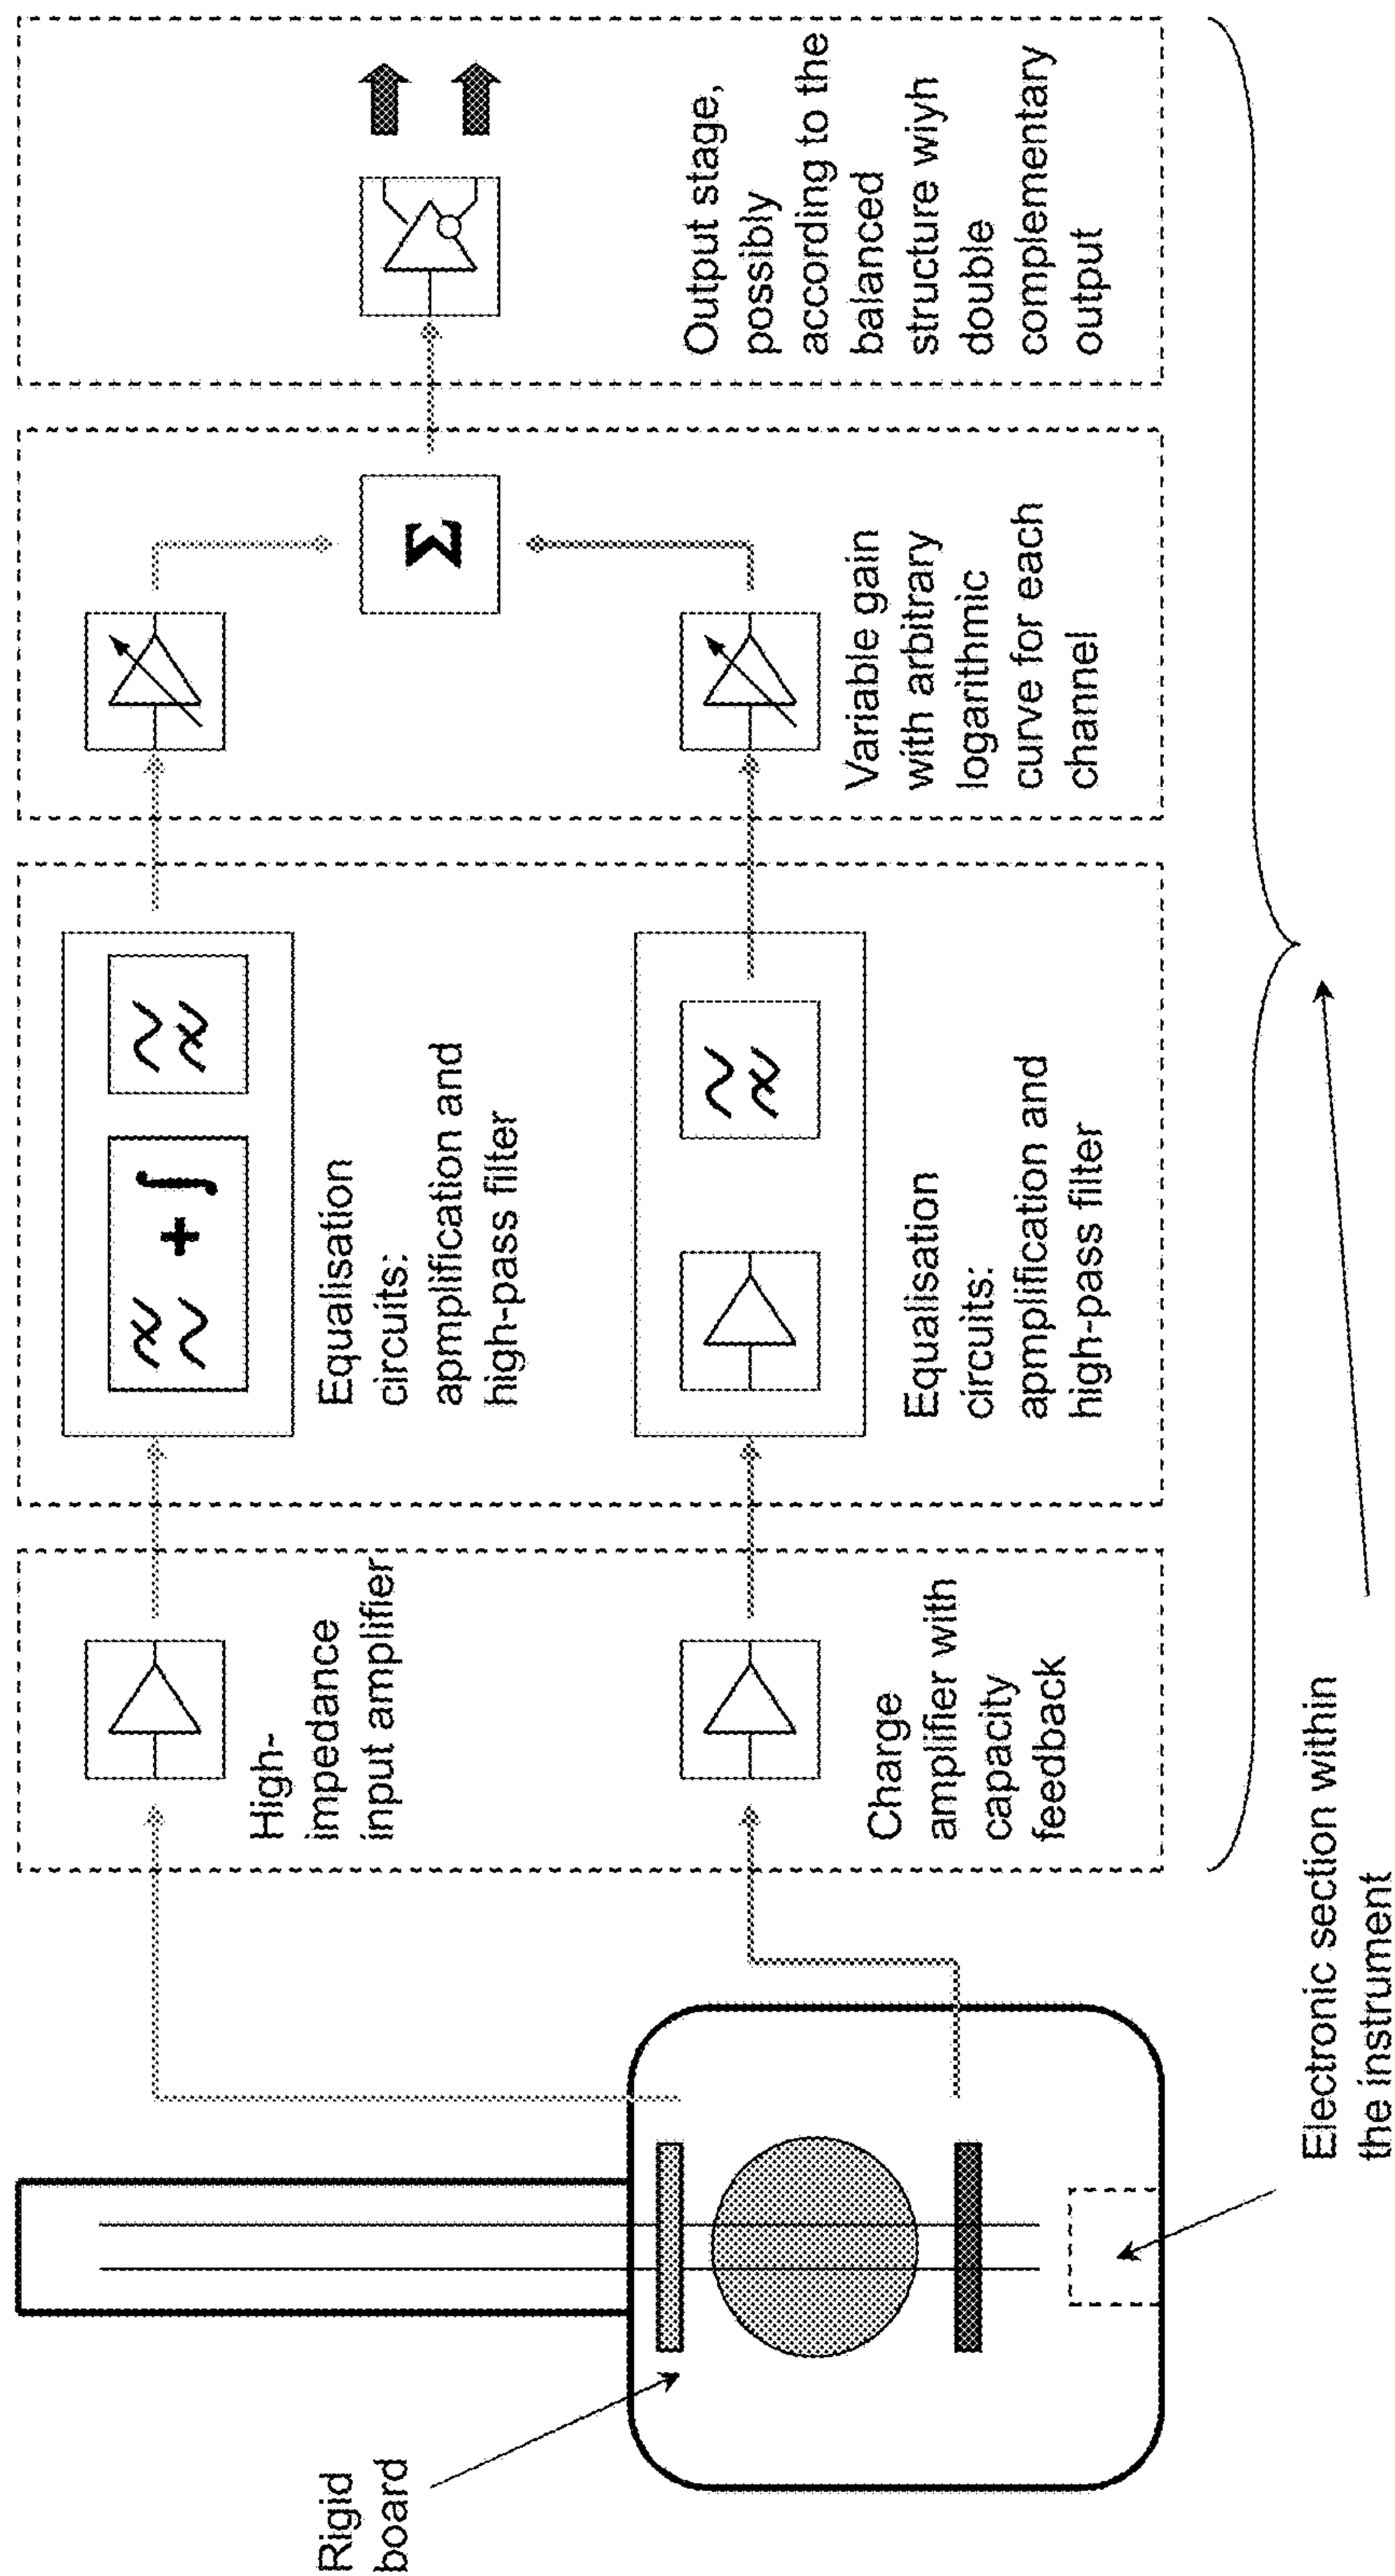 Rigid
board
High-
impedance
input amplifier
Charge
amplifier with
capacity
feedback
Equalisation
circuits:
apmplification and
high-pass filter
Equalisation
circuits:
apmplification and
high-pass filter
Σ
Variable gain
with arbitrary
logarithmic
curve for each
channel
Output stage,
possibly
according to the
balanced
structure wiyh
double
complementary
output
Electronic section within
the instrument
+ ∫